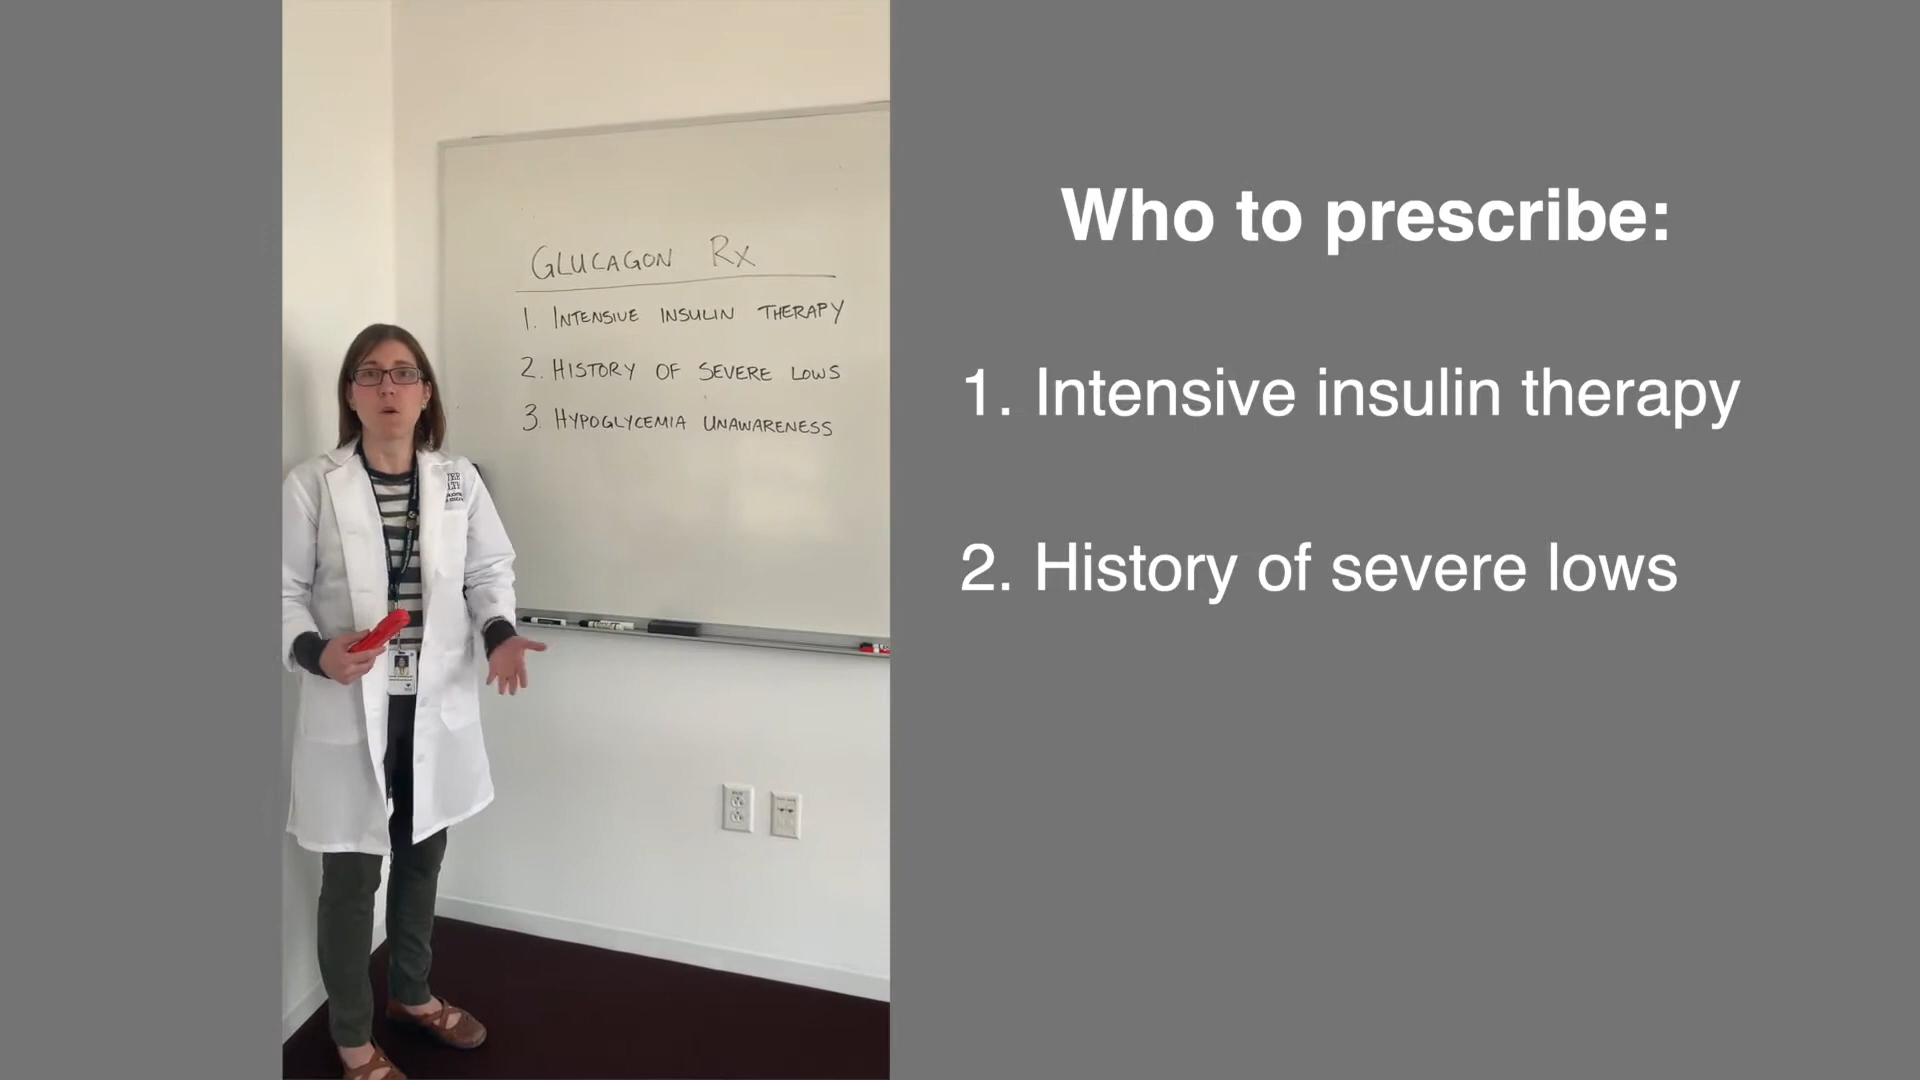 GLUCAGON Rx
1. INTENSIVE INSULIN THERAPY
2. HISTORY OF SEVERE LOWS
3. HYPOGLYCEMIA UNAWARENESS
Who to prescribe:
1. Intensive insulin therapy
2. History of severe lows